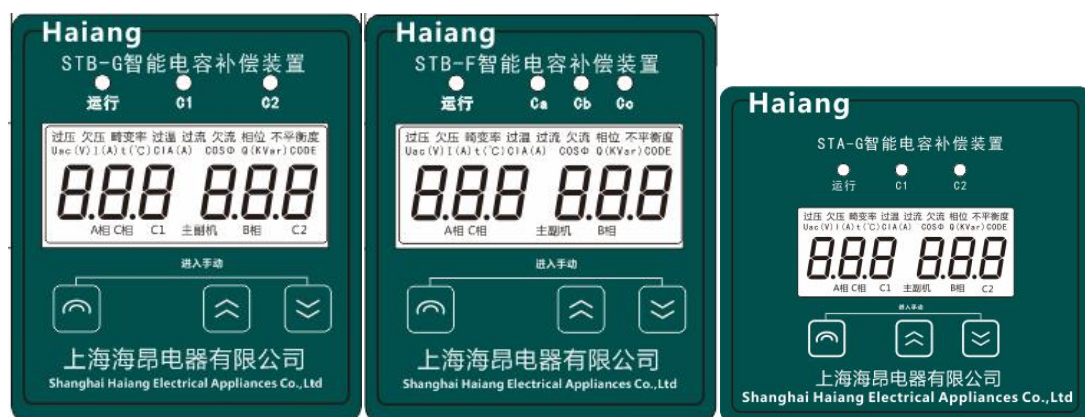 Haiang
STB-G智能电容补偿装置
运行 C1 C2
过压 欠压 畸变率 过温 过流 欠流 相位 不平衡度
Uac(V) I(A) t(℃) CIA(A) COSΦ Q(KVar) CODE
8.8.8 8.8.8
A相 C相 C1 主副机 B相 C2
进入手动
上海海昂电器有限公司
Shanghai Haiang Electrical Appliances Co.,Ltd
Haiang
STB-F智能电容补偿装置
运行 Ca Cb Cc
过压 欠压 畸变率 过温 过流 欠流 相位 不平衡度
Uac(V) I(A) t(℃) CIA(A) COSΦ Q(KVar) CODE
8.8.8 8.8.8
A相 C相 主副机 B相
进入手动
上海海昂电器有限公司
Shanghai Haiang Electrical Appliances Co.,Ltd
Haiang
STA-G智能电容补偿装置
运行 C1 C2
过压 欠压 畸变率 过温 过流 欠流 相位 不平衡度
Uac(V) I(A) t(℃) CIA(A) COSΦ Q(KVar) CODE
8.8.8 8.8.8
A相 C相 C1 主副机 B相 C2
进入手动
上海海昂电器有限公司
Shanghai Haiang Electrical Appliances Co.,Ltd